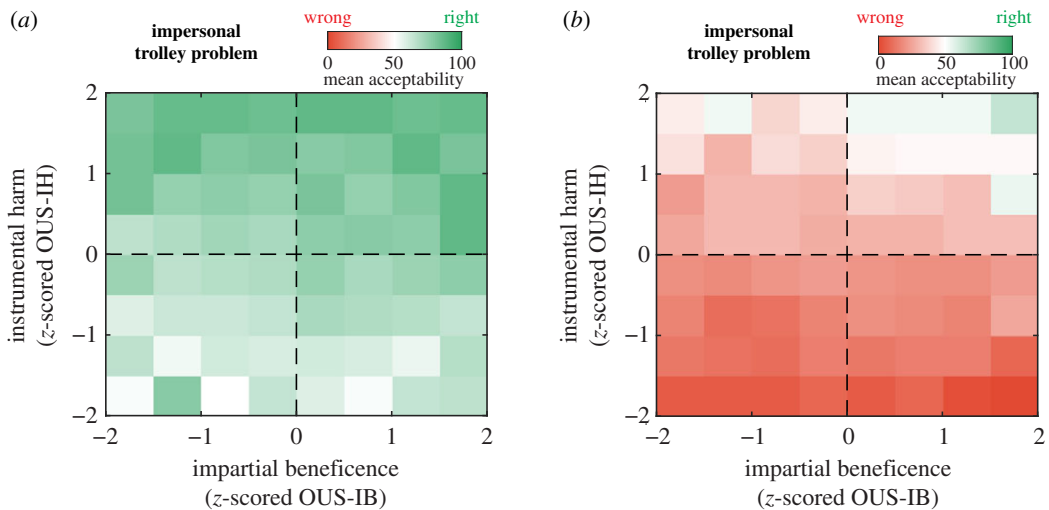 (a)
impersonal
trolley problem
wrong right
0 50 100
mean acceptability
2
1
0
−1
−2
instrumental harm
(z-scored OUS-IH)
−2 −1 0 1 2
impartial beneficence
(z-scored OUS-IB)
(b)
impersonal
trolley problem
wrong right
0 50 100
mean acceptability
2
1
0
−1
−2
instrumental harm
(z-scored OUS-IH)
−2 −1 0 1 2
impartial beneficence
(z-scored OUS-IB)